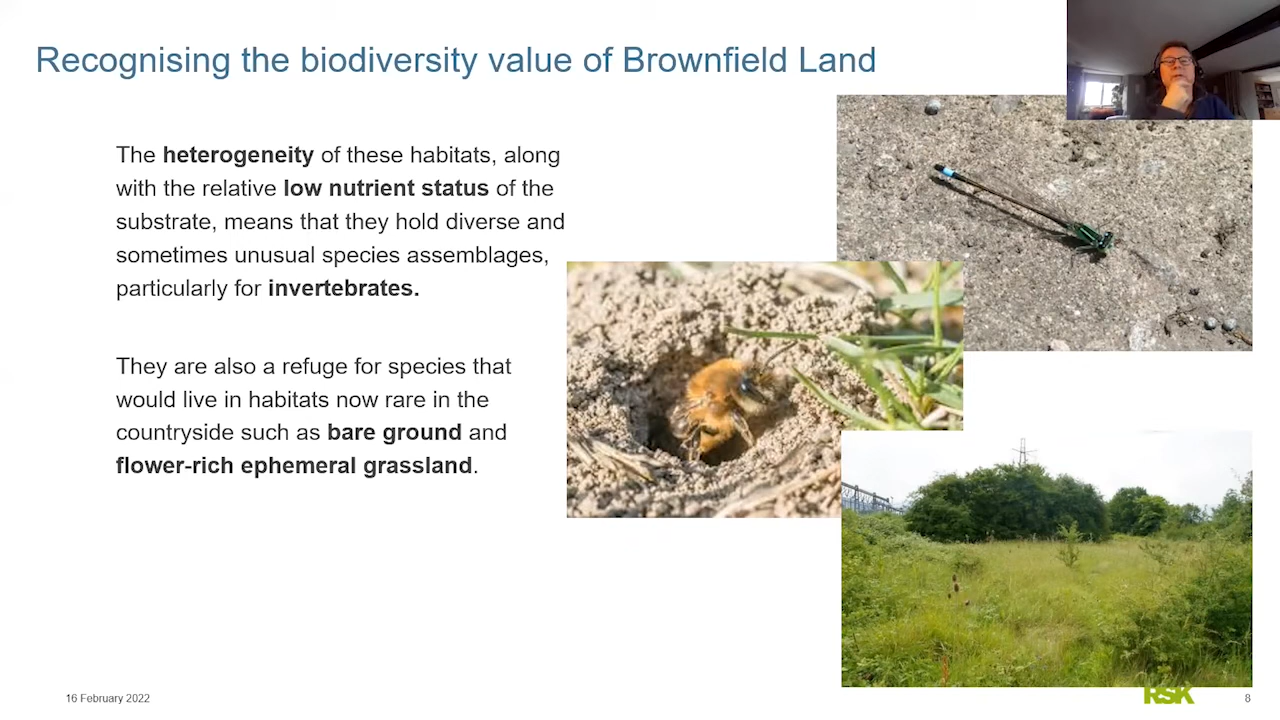 Recognising the biodiversity value of Brownfield Land
The heterogeneity of these habitats, along
with the relative low nutrient status of the
substrate, means that they hold diverse and
sometimes unusual species assemblages,
particularly for invertebrates.
They are also a refuge for species that
would live in habitats now rare in the
countryside such as bare ground and
flower-rich ephemeral grassland.
16 February 2022
RSK
8